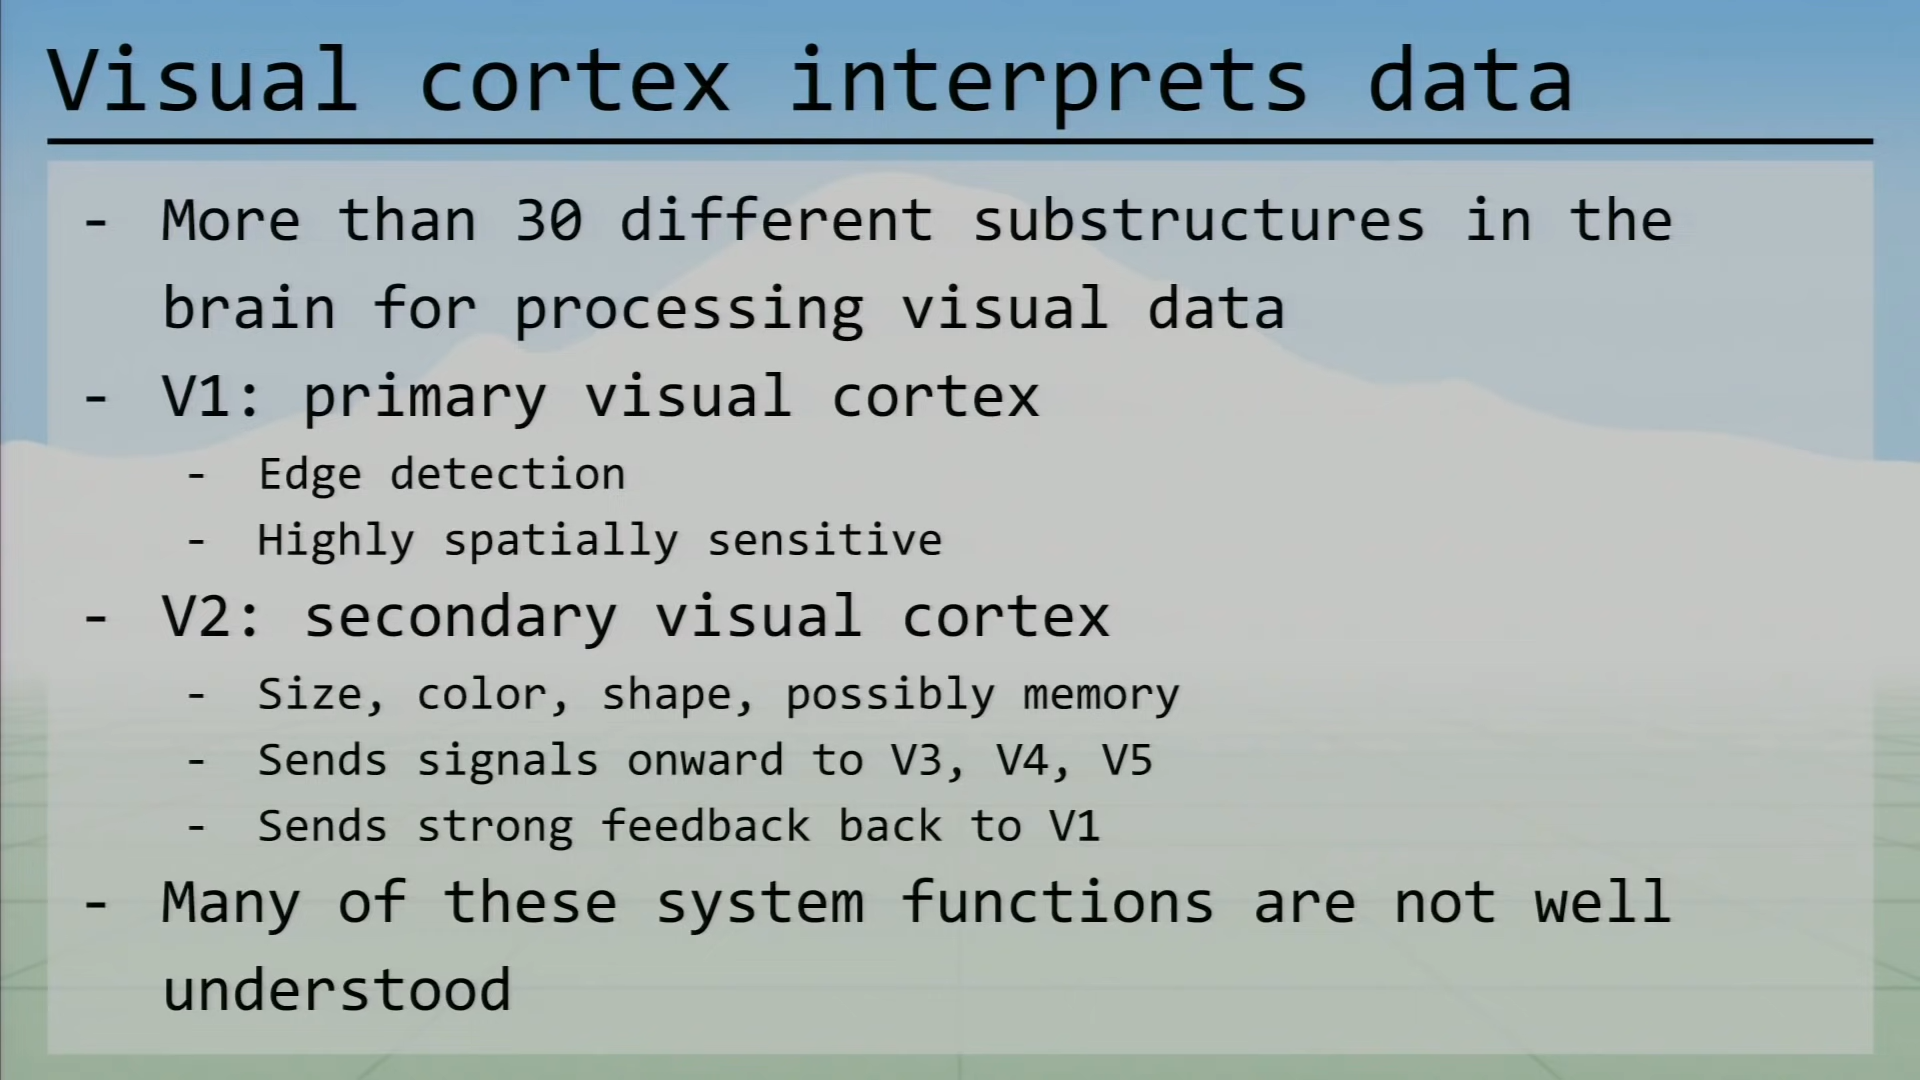 Visual cortex interprets data
- More than 30 different substructures in the
brain for processing visual data
- V1: primary visual cortex
- Edge detection
- Highly spatially sensitive
- V2: secondary visual cortex
- Size, color, shape, possibly memory
- Sends signals onward to V3, V4, V5
- Sends strong feedback back to V1
- Many of these system functions are not well
understood